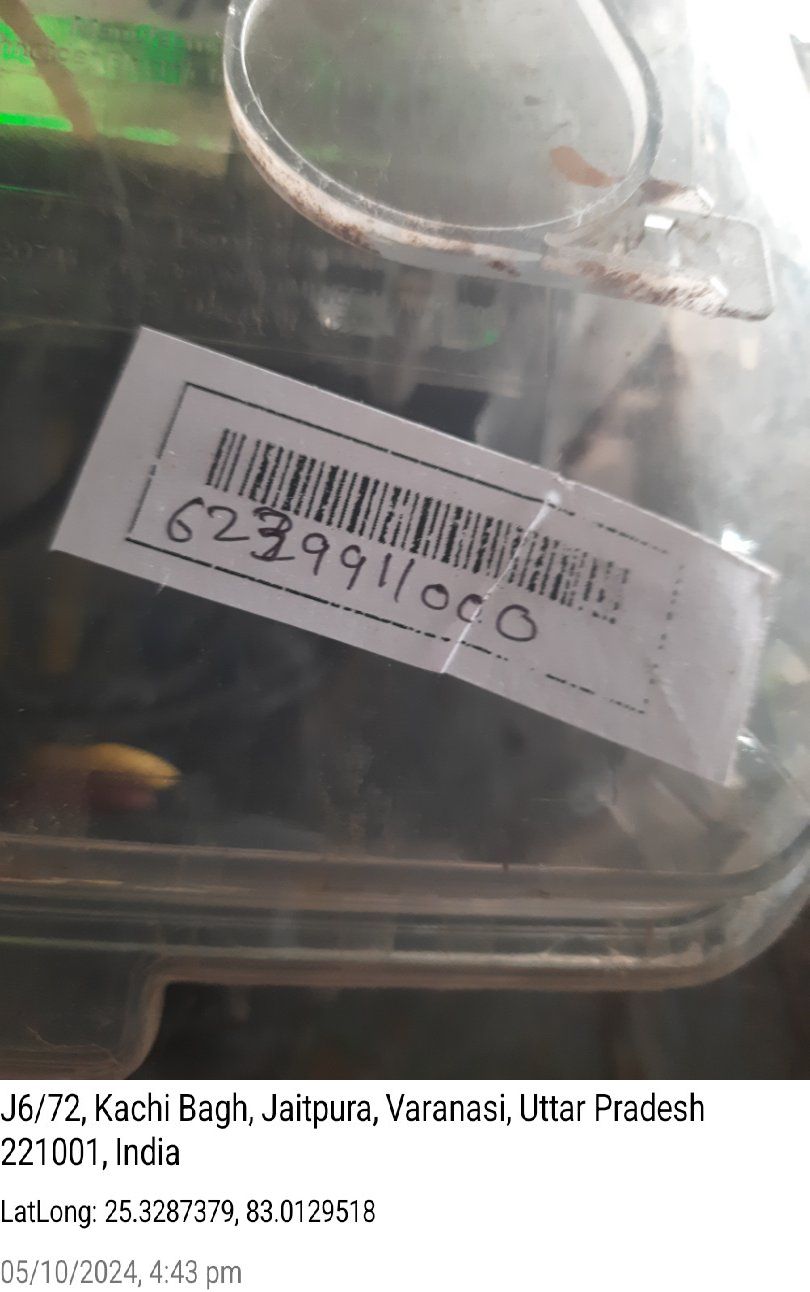 6239911000
J6/72, Kachi Bagh, Jaitpura, Varanasi, Uttar Pradesh
221001, India
LatLong: 25.3287379, 83.0129518
05/10/2024, 4:43 pm